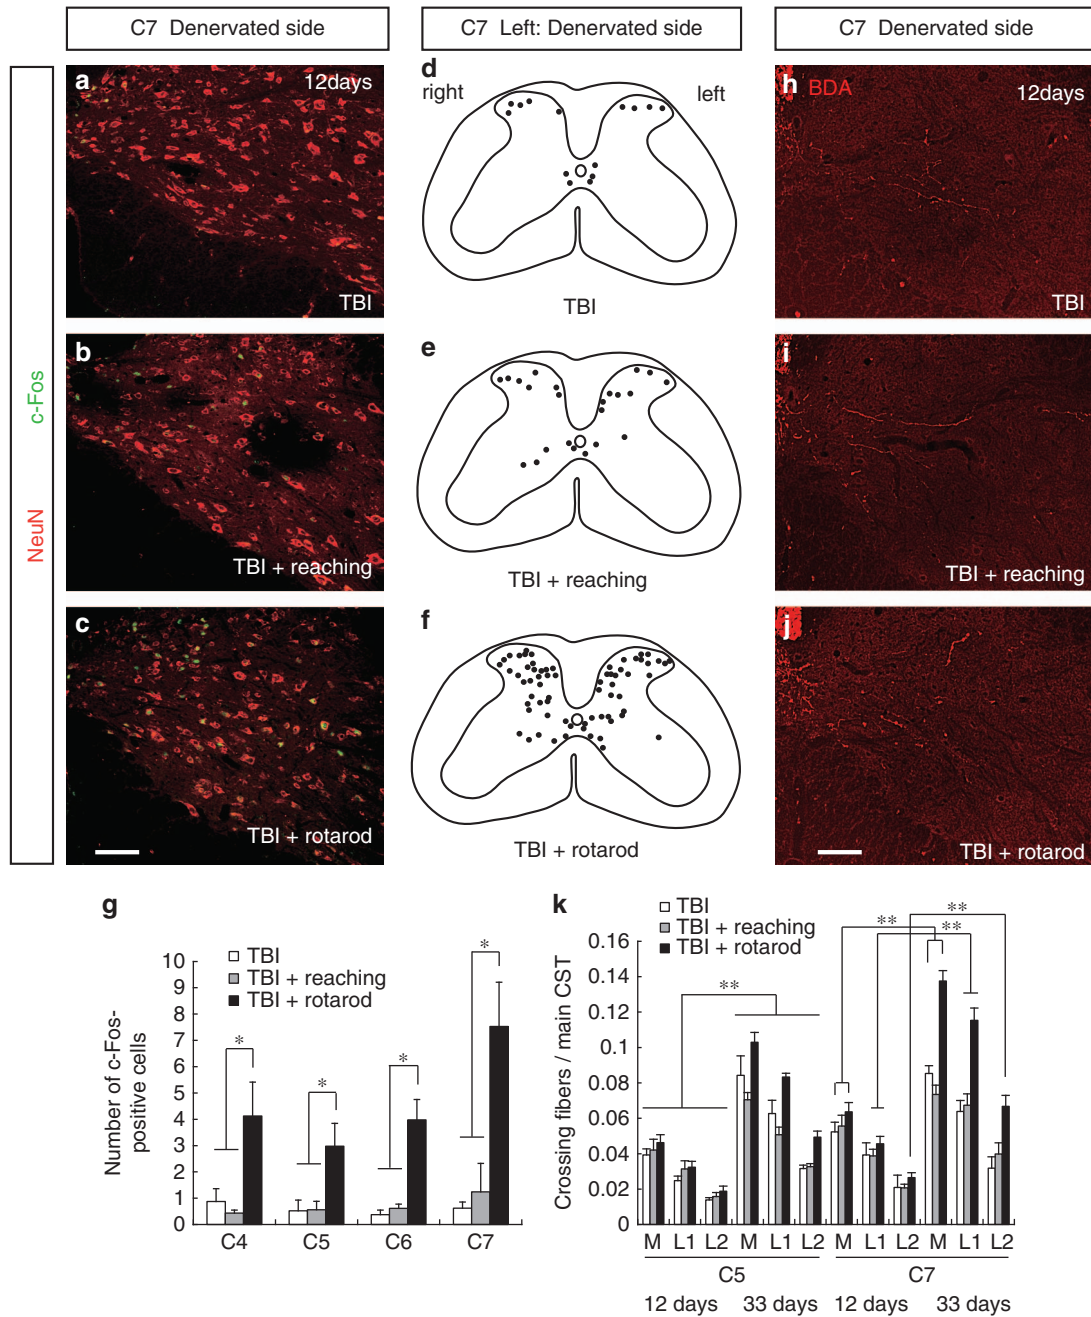 C7 Denervated side
C7 Left: Denervated side
C7 Denervated side
NeuN c-Fos
a
12days
TBI
b
TBI + reaching
c
TBI + rotarod
d
right
left
TBI
e
TBI + reaching
f
TBI + rotarod
h
BDA
12days
TBI
i
TBI + reaching
j
TBI + rotarod
g
TBI
TBI + reaching
TBI + rotarod
Number of c-Fos-
positive cells
10
9
8
7
6
5
4
3
2
1
0
*
*
*
*
C4 C5 C6 C7
k
TBI
TBI + reaching
TBI + rotarod
Crossing fibers / main CST
0.16
0.14
0.12
0.1
0.08
0.06
0.04
0.02
0
**
**
**
**
M L1 L2 M L1 L2 M L1 L2 M L1 L2
C5 C7
12 days 33 days 12 days 33 days